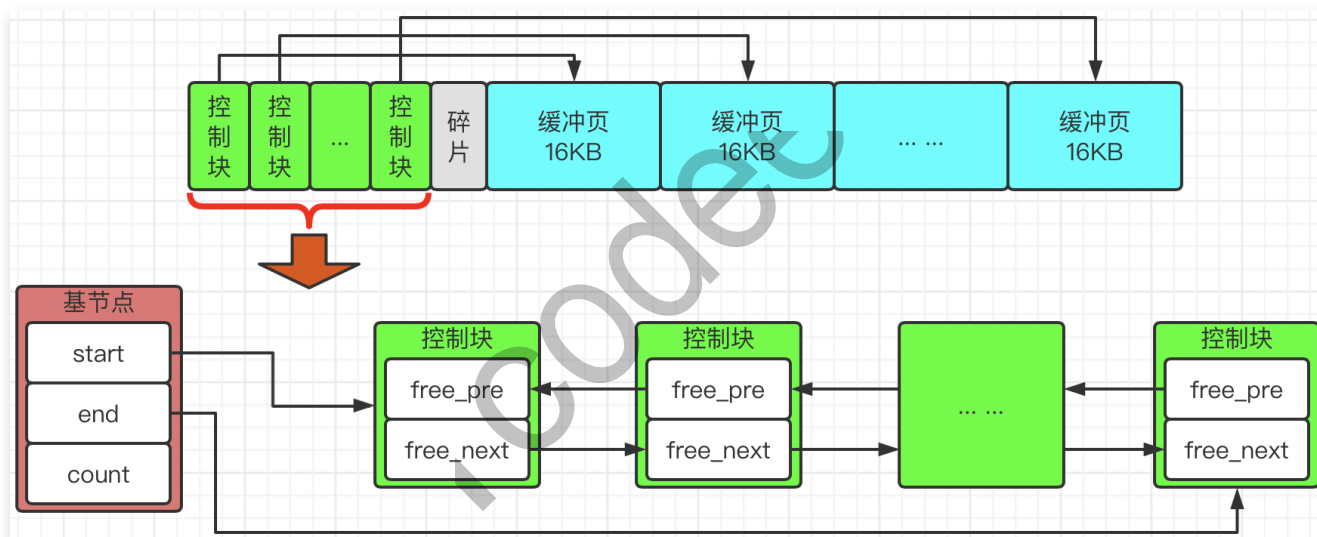 控制块
控制块
...
控制块
碎片
缓冲页
16KB
缓冲页
16KB
... ...
缓冲页
16KB
基节点
start
end
count
控制块
free_pre
free_next
控制块
free_pre
free_next
... ...
控制块
free_pre
free_next